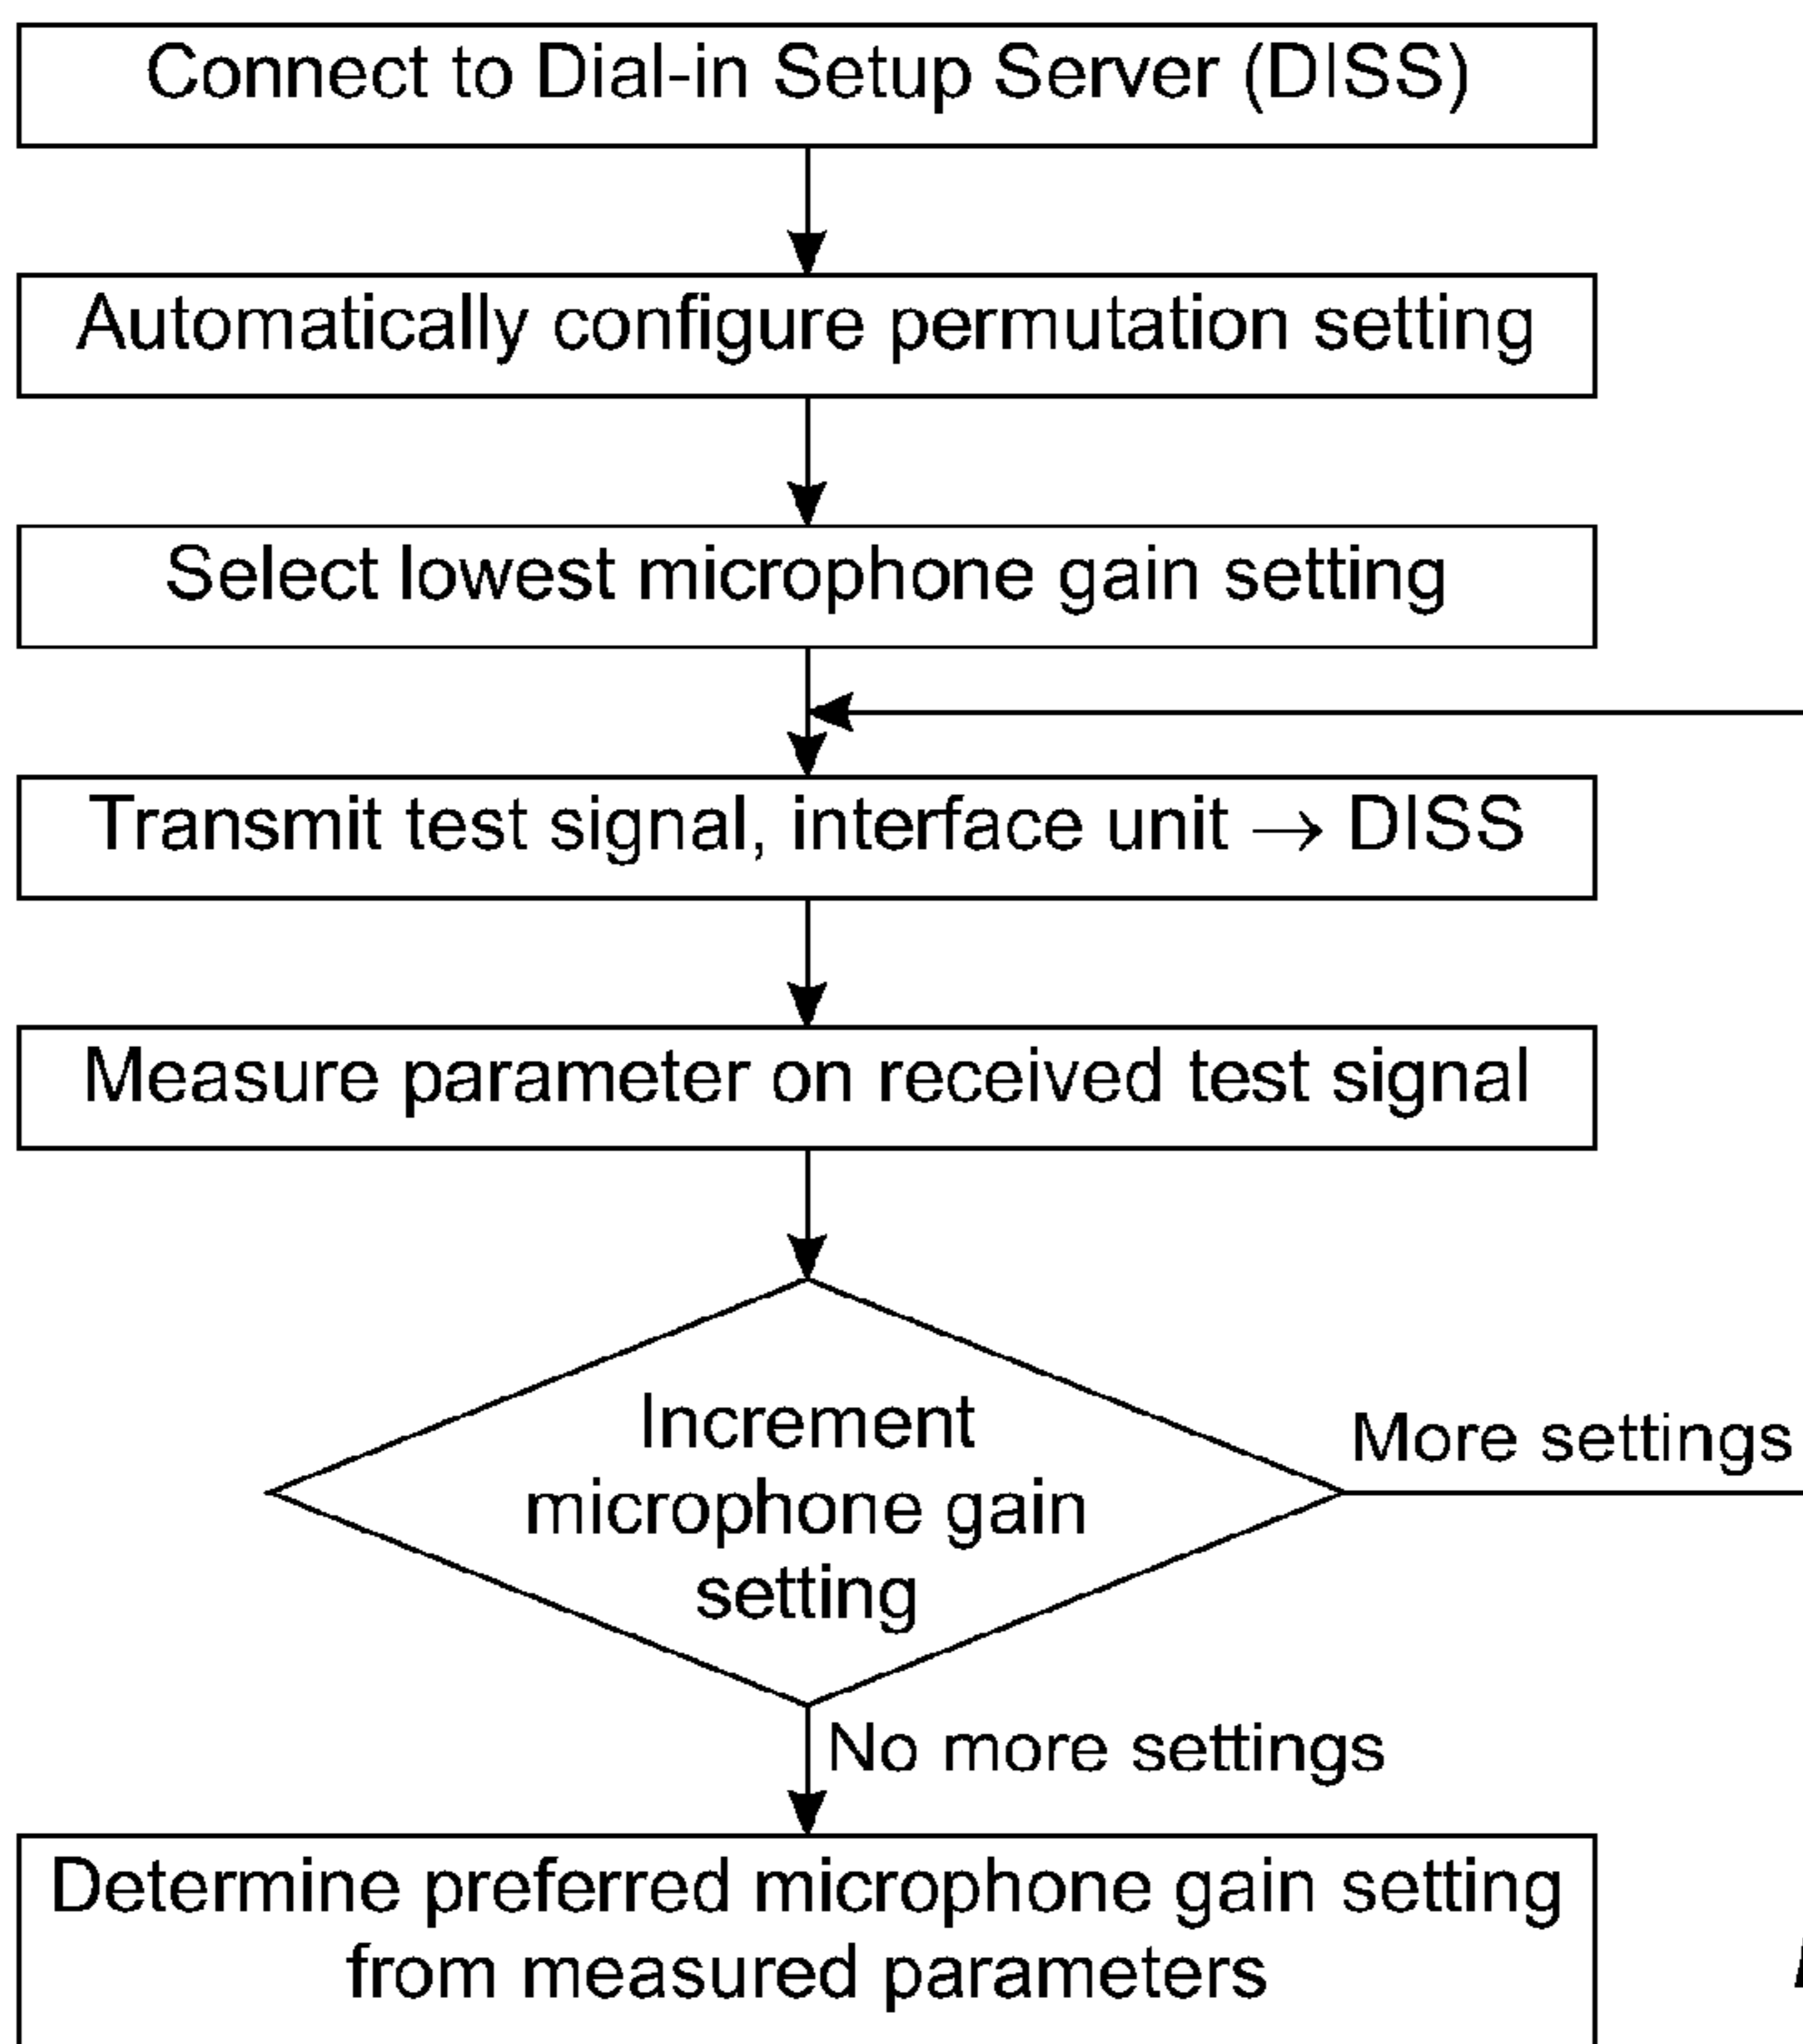 Connect to Dial-in Setup Server (DISS)
Automatically configure permutation setting
Select lowest microphone gain setting
Transmit test signal, interface unit → DISS
Measure parameter on received test signal
Increment
microphone gain
setting
More settings
No more settings
Determine preferred microphone gain setting
from measured parameters